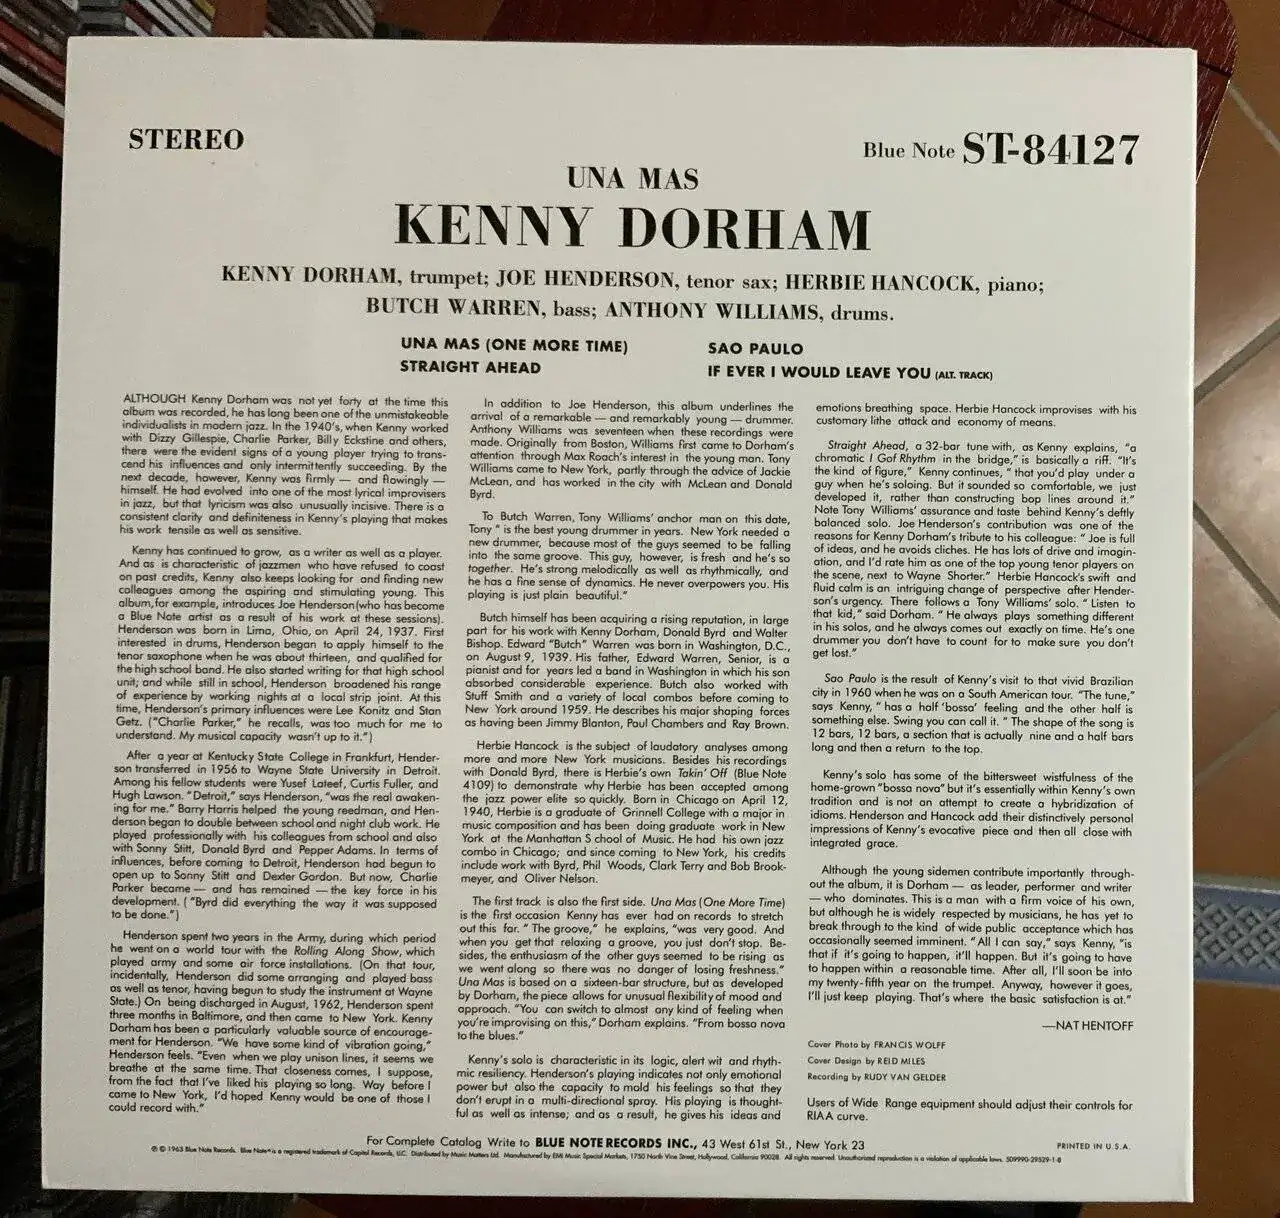 STEREO
Blue Note ST-84127
UNA MAS
KENNY DORHAM
KENNY DORHAM, trumpet; JOE HENDERSON, tenor sax; HERBIE HANCOCK, piano;
BUTCH WARREN, bass; ANTHONY WILLIAMS, drums.
UNA MAS (ONE MORE TIME)
STRAIGHT AHEAD
SAO PAULO
IF EVER I WOULD LEAVE YOU (ALT. TRACK)
ALTHOUGH Kenny Dorham was not yet forty at the time this
album was recorded, he has long been one of the unmistakeable
individualists in modern jazz. In the 1940's, when Kenny worked
with Dizzy Gillespie, Charlie Parker, Billy Eckstine and others,
there were the evident signs of a young player trying to trans-
cend his influences and only intermittently succeeding. By the
next decade, however, Kenny was firmly — and flowingly —
himself. He had evolved into one of the most lyrical improvisers
in jazz, but that lyricism was also unusually incisive. There is a
consistent clarity and definiteness in Kenny's playing that makes
his work tensile as well as sensitive.
Kenny has continued to grow, as a writer as well as a player.
And as is characteristic of jazzmen who have refused to coast
on past credits, Kenny also keeps looking for and finding new
colleagues among the aspiring and stimulating young. This
album, for example, introduces Joe Henderson(who has become
a Blue Note artist as a result of his work at these sessions).
Henderson was born in Lima, Ohio, on April 24, 1937. First
interested in drums, Henderson began to apply himself to the
tenor saxophone when he was about thirteen, and qualified for
the high school band. He also started writing for that high school
unit; and while still in school, Henderson broadened his range
of experience by working nights at a local strip joint. At this
time, Henderson's primary influences were Lee Konitz and Stan
Getz. ("Charlie Parker," he recalls, was too much for me to
understand. My musical capacity wasn't up to it.")
After a year at Kentucky State College in Frankfurt, Hender-
son transferred in 1956 to Wayne State University in Detroit.
Among his fellow students were Yusef Lateef, Curtis Fuller, and
Hugh Lawson. "Detroit," says Henderson, "was the real awaken-
ing for me." Barry Harris helped the young reedman, and Hen-
derson began to double between school and night club work. He
played professionally with his colleagues from school and also
with Sonny Stitt, Donald Byrd and Pepper Adams. In terms of
influences, before coming to Detroit, Henderson had begun to
open up to Sonny Stitt and Dexter Gordon. But now, Charlie
Parker became — and has remained — the key force in his
development. ( "Byrd did everything the way it was supposed
to be done.")
Henderson spent two years in the Army, during which period
he went on a world tour with the Rolling Along Show, which
played army and some air force installations. (On that tour,
incidentally, Henderson did some arranging and played bass
as well as tenor, having begun to study the instrument at Wayne
State.) On being discharged in August, 1962, Henderson spent
three months in Baltimore, and then came to New York. Kenny
Dorham has been a particularly valuable source of encourage-
ment for Henderson. "We have some kind of vibration going,"
Henderson feels. "Even when we play unison lines, it seems we
breathe at the same time. That closeness comes, I suppose,
from the fact that I've liked his playing so long. Way before I
came to New York, I'd hoped Kenny would be one of those I
could record with."
In addition to Joe Henderson, this album underlines the
arrival of a remarkable — and remarkably young — drummer.
Anthony Williams was seventeen when these recordings were
made. Originally from Boston, Williams first came to Dorham's
attention through Max Roach's interest in the young man. Tony
Williams came to New York, partly through the advice of Jackie
McLean, and has worked in the city with McLean and Donald
Byrd.
To Butch Warren, Tony Williams' anchor man on this date,
Tony " is the best young drummer in years. New York needed a
new drummer, because most of the guys seemed to be falling
into the same groove. This guy, however, is fresh and he's so
together. He's strong melodically as well as rhythmically, and
he has a fine sense of dynamics. He never overpowers you. His
playing is just plain beautiful."
Butch himself has been acquiring a rising reputation, in large
part for his work with Kenny Dorham, Donald Byrd and Walter
Bishop. Edward "Butch" Warren was born in Washington, D.C.,
on August 9, 1939. His father, Edward Warren, Senior, is a
pianist and for years led a band in Washington in which his son
absorbed considerable experience. Butch also worked with
Stuff Smith and a variety of local combos before coming to
New York around 1959. He describes his major shaping forces
as having been Jimmy Blanton, Paul Chambers and Ray Brown.
Herbie Hancock is the subject of laudatory analyses among
more and more New York musicians. Besides his recordings
with Donald Byrd, there is Herbie's own Takin' Off (Blue Note
4109) to demonstrate why Herbie has been accepted among
the jazz power elite so quickly. Born in Chicago on April 12,
1940, Herbie is a graduate of Grinnell College with a major in
music composition and has been doing graduate work in New
York at the Manhattan S chool of Music. He had his own jazz
combo in Chicago; and since coming to New York, his credits
include work with Byrd, Phil Woods, Clark Terry and Bob Brook-
meyer, and Oliver Nelson.
The first track is also the first side. Una Mas (One More Time)
is the first occasion Kenny has ever had on records to stretch
out this far. " The groove," he explains, "was very good. And
when you get that relaxing a groove, you just don't stop. Be-
sides, the enthusiasm of the other guys seemed to be rising as
we went along so there was no danger of losing freshness."
Una Mas is based on a sixteen-bar structure, but as developed
by Dorham, the piece allows for unusual flexibility of mood and
approach. "You can switch to almost any kind of feeling when
you're improvising on this," Dorham explains. "From bossa nova
to the blues."
Kenny's solo is characteristic in its logic, alert wit and rhyth-
mic resiliency. Henderson's playing indicates not only emotional
power but also the capacity to mold his feelings so that they
don't erupt in a multi-directional spray. His playing is thought-
ful as well as intense; and as a result, he gives his ideas and
emotions breathing space. Herbie Hancock improvises with his
customary lithe attack and economy of means.
Straight Ahead, a 32-bar tune with, as Kenny explains, "a
chromatic I Got Rhythm in the bridge," is basically a riff. "It's
the kind of figure," Kenny continues, " that you'd play under a
guy when he's soloing. But it sounded so comfortable, we just
developed it, rather than constructing bop lines around it."
Note Tony Williams' assurance and taste behind Kenny's deftly
balanced solo. Joe Henderson's contribution was one of the
reasons for Kenny Dorham's tribute to his colleague: " Joe is full
of ideas, and he avoids cliches. He has lots of drive and imagin-
ation, and I'd rate him as one of the top young tenor players on
the scene, next to Wayne Shorter." Herbie Hancock's swift and
fluid calm is an intriguing change of perspective after Hender-
son's urgency. There follows a Tony Williams' solo. " Listen to
that kid," said Dorham. " He always plays something different
in his solos, and he always comes out exactly on time. He's one
drummer you don't have to count for to make sure you don't
get lost."
Sao Paulo is the result of Kenny's visit to that vivid Brazilian
city in 1960 when he was on a South American tour. "The tune,"
says Kenny, " has a half 'bossa' feeling and the other half is
something else. Swing you can call it. " The shape of the song is
12 bars, 12 bars, a section that is actually nine and a half bars
long and then a return to the top.
Kenny's solo has some of the bittersweet wistfulness of the
home-grown "bossa nova" but it's essentially within Kenny's own
tradition and is not an attempt to create a hybridization of
idioms. Henderson and Hancock add their distinctively personal
impressions of Kenny's evocative piece and then all close with
integrated grace.
Although the young sidemen contribute importantly through-
out the album, it is Dorham — as leader, performer and writer
— who dominates. This is a man with a firm voice of his own,
but although he is widely respected by musicians, he has yet to
break through to the kind of wide public acceptance which has
occasionally seemed imminent. "All I can say," says Kenny, "is
that if it's going to happen, it'll happen. But it's going to have
to happen within a reasonable time. After all, I'll soon be into
my twenty-fifth year on the trumpet. Anyway, however it goes,
I'll just keep playing. That's where the basic satisfaction is at."
—NAT HENTOFF
Cover Photo by FRANCIS WOLFF
Cover Design by REID MILES
Recording by RUDY VAN GELDER
Users of Wide Range equipment should adjust their controls for
RIAA curve.
For Complete Catalog Write to BLUE NOTE RECORDS INC., 43 West 61st St., New York 23
PRINTED IN U.S.A.
℗ © 1963 Blue Note Records. Blue Note® is a registered trademark of Capitol Records, LLC. Distributed by Music Matters Ltd. Manufactured by EMI Music Special Markets, 1750 North Vine Street, Hollywood, California 90028. All rights reserved. Unauthorized reproduction is a violation of applicable laws. 509990-29529-1-8